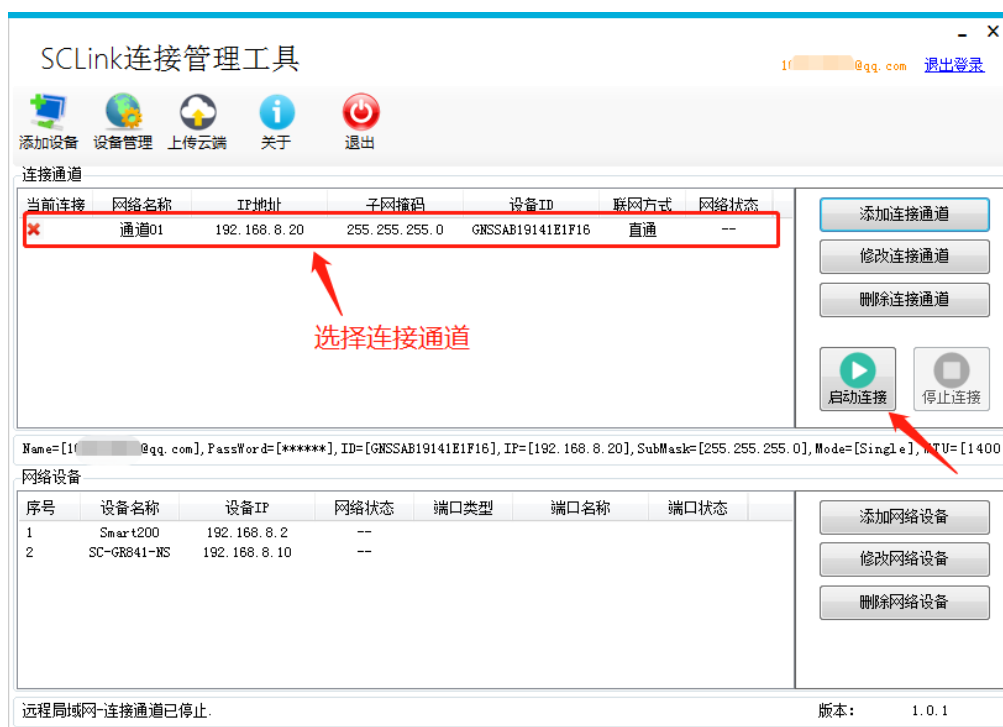 SCLink连接管理工具
@qq.com 退出登录
添加设备 设备管理 上传云端 关于 退出
连接通道
当前连接 网络名称 IP地址 子网掩码 设备ID 联网方式 网络状态
通道01 192.168.8.20 255.255.255.0 GNSSAB19141E1F16 直通 --
添加连接通道
修改连接通道
删除连接通道
选择连接通道
启动连接 停止连接
Name=[10 @qq.com],PassWord=[******],ID=[GNSSAB19141E1F16],IP=[192.168.8.20],SubMask=[255.255.255.0],Mode=[Single],MTU=[1400
网络设备
序号 设备名称 设备IP 网络状态 端口类型 端口名称 端口状态
1 Smart200 192.168.8.2 --
2 SC-GR841-NS 192.168.8.10 --
添加网络设备
修改网络设备
删除网络设备
远程局域网-连接通道已停止. 版本: 1.0.1